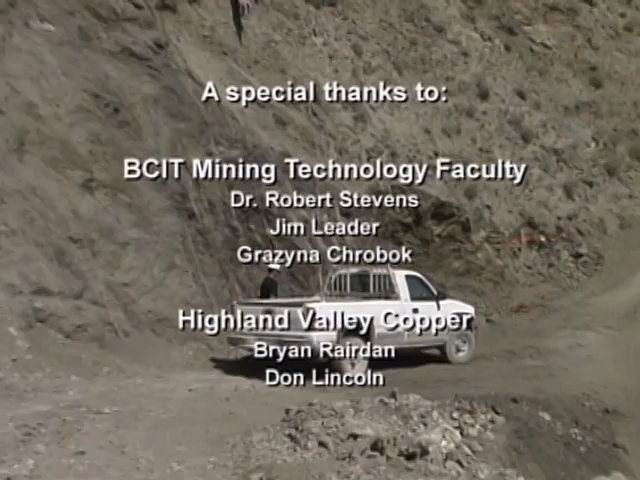 A special thanks to:
BCIT Mining Technology Faculty
Dr. Robert Stevens
Jim Leader
Grazyna Chrobok
Highland Valley Copper
Bryan Rairdan
Don Lincoln